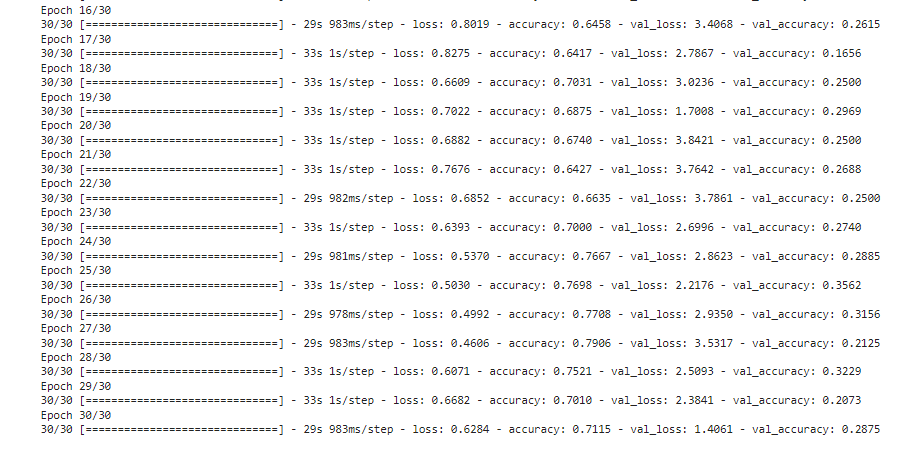 Epoch 16/30
30/30 [==============================] - 29s 983ms/step - loss: 0.8019 - accuracy: 0.6458 - val_loss: 3.4068 - val_accuracy: 0.2615
Epoch 17/30
30/30 [==============================] - 33s 1s/step - loss: 0.8275 - accuracy: 0.6417 - val_loss: 2.7867 - val_accuracy: 0.1656
Epoch 18/30
30/30 [==============================] - 33s 1s/step - loss: 0.6609 - accuracy: 0.7031 - val_loss: 3.0236 - val_accuracy: 0.2500
Epoch 19/30
30/30 [==============================] - 33s 1s/step - loss: 0.7022 - accuracy: 0.6875 - val_loss: 1.7008 - val_accuracy: 0.2969
Epoch 20/30
30/30 [==============================] - 33s 1s/step - loss: 0.6882 - accuracy: 0.6740 - val_loss: 3.8421 - val_accuracy: 0.2500
Epoch 21/30
30/30 [==============================] - 33s 1s/step - loss: 0.7676 - accuracy: 0.6427 - val_loss: 3.7642 - val_accuracy: 0.2688
Epoch 22/30
30/30 [==============================] - 29s 982ms/step - loss: 0.6852 - accuracy: 0.6635 - val_loss: 3.7861 - val_accuracy: 0.2500
Epoch 23/30
30/30 [==============================] - 33s 1s/step - loss: 0.6393 - accuracy: 0.7000 - val_loss: 2.6996 - val_accuracy: 0.2740
Epoch 24/30
30/30 [==============================] - 29s 981ms/step - loss: 0.5370 - accuracy: 0.7667 - val_loss: 2.8623 - val_accuracy: 0.2885
Epoch 25/30
30/30 [==============================] - 33s 1s/step - loss: 0.5030 - accuracy: 0.7698 - val_loss: 2.2176 - val_accuracy: 0.3562
Epoch 26/30
30/30 [==============================] - 29s 978ms/step - loss: 0.4992 - accuracy: 0.7708 - val_loss: 2.9350 - val_accuracy: 0.3156
Epoch 27/30
30/30 [==============================] - 29s 983ms/step - loss: 0.4606 - accuracy: 0.7906 - val_loss: 3.5317 - val_accuracy: 0.2125
Epoch 28/30
30/30 [==============================] - 33s 1s/step - loss: 0.6071 - accuracy: 0.7521 - val_loss: 2.5093 - val_accuracy: 0.3229
Epoch 29/30
30/30 [==============================] - 33s 1s/step - loss: 0.6682 - accuracy: 0.7010 - val_loss: 2.3841 - val_accuracy: 0.2073
Epoch 30/30
30/30 [==============================] - 29s 983ms/step - loss: 0.6284 - accuracy: 0.7115 - val_loss: 1.4061 - val_accuracy: 0.2875